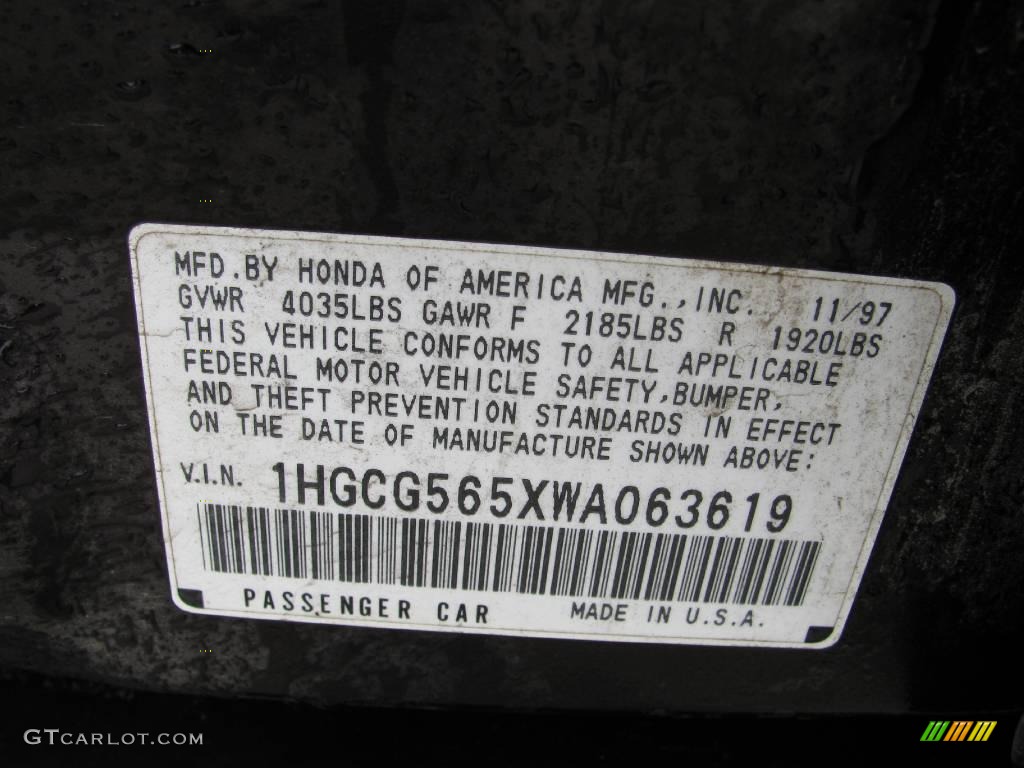 MFD.BY HONDA OF AMERICA MFG.,INC. 11/97
GVWR 4035LBS GAWR F 2185LBS R 1920LBS
THIS VEHICLE CONFORMS TO ALL APPLICABLE
FEDERAL MOTOR VEHICLE SAFETY,BUMPER,
AND THEFT PREVENTION STANDARDS IN EFFECT
ON THE DATE OF MANUFACTURE SHOWN ABOVE:
V.I.N. 1HGCG565XWA063619
PASSENGER CAR MADE IN U.S.A.
GTCARLOT.COM